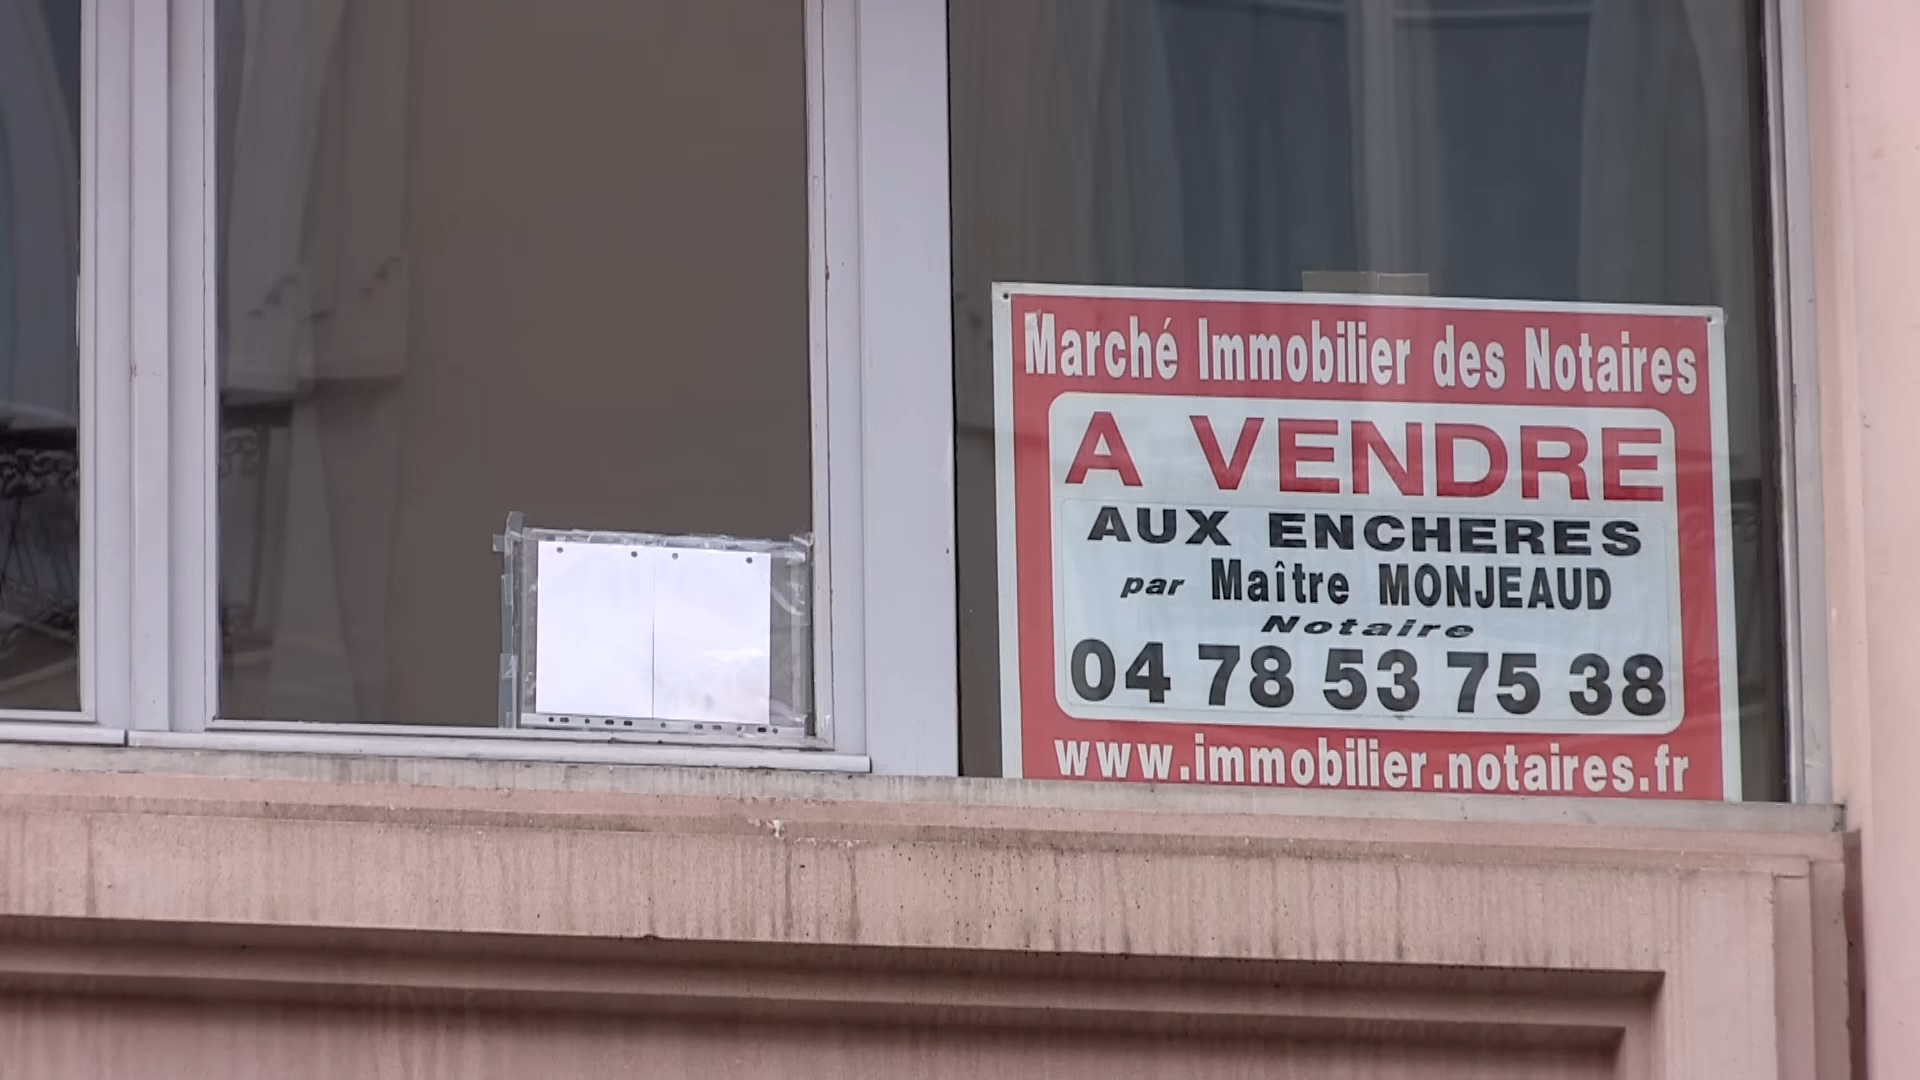 Marché Immobilier des Notaires
A VENDRE
AUX ENCHERES
par Maître MONJEAUD
Notaire
04 78 53 75 38
www.immobilier.notaires.fr